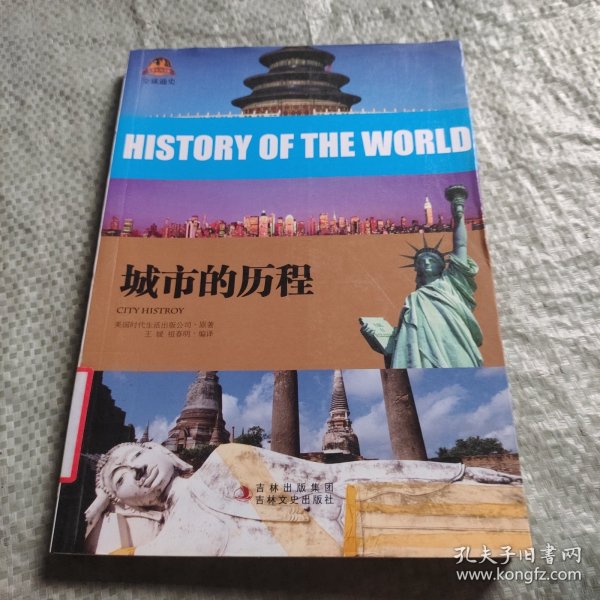 全球通史
HISTORY OF THE WORLD
城市的历程
CITY HISTROY
美国时代生活出版公司·原著
王媛 祖春明·编译
吉林出版集团
吉林文史出版社
孔夫子旧书网
www.kongfz.com